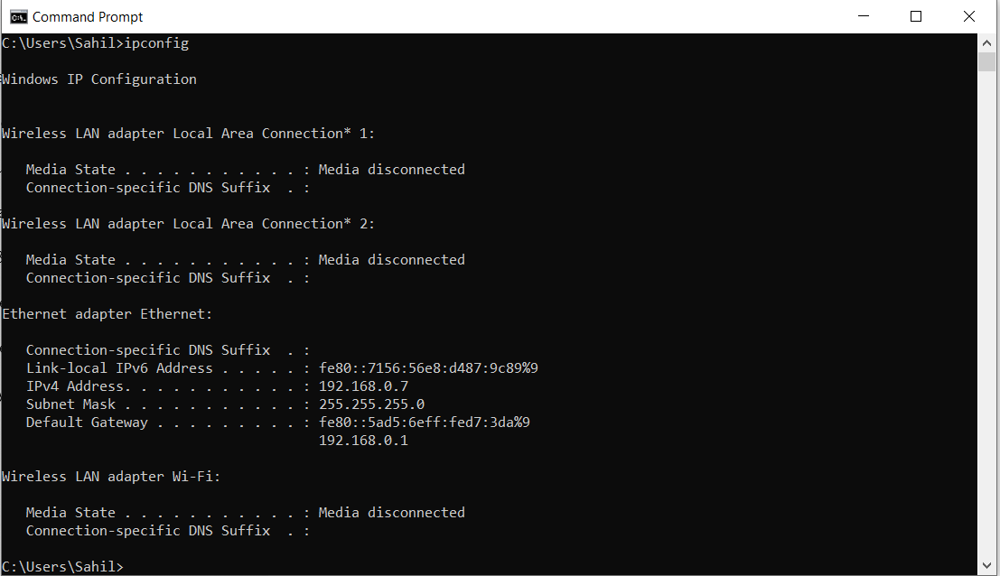 Command Prompt
C:\Users\Sahil>ipconfig
Windows IP Configuration
Wireless LAN adapter Local Area Connection* 1:
   Media State . . . . . . . . . . . : Media disconnected
   Connection-specific DNS Suffix  . :
Wireless LAN adapter Local Area Connection* 2:
   Media State . . . . . . . . . . . : Media disconnected
   Connection-specific DNS Suffix  . :
Ethernet adapter Ethernet:
   Connection-specific DNS Suffix  . :
   Link-local IPv6 Address . . . . . : fe80::7156:56e8:d487:9c89%9
   IPv4 Address. . . . . . . . . . . : 192.168.0.7
   Subnet Mask . . . . . . . . . . . : 255.255.255.0
   Default Gateway . . . . . . . . . : fe80::5ad5:6eff:fed7:3da%9
                                       192.168.0.1
Wireless LAN adapter Wi-Fi:
   Media State . . . . . . . . . . . : Media disconnected
   Connection-specific DNS Suffix  . :
C:\Users\Sahil>